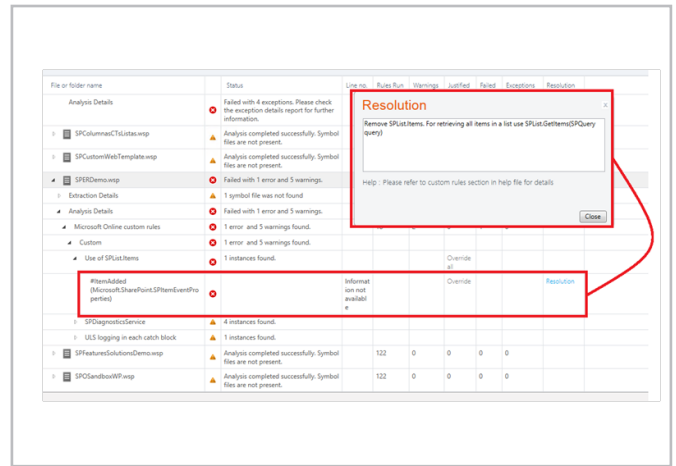 File or folder name Status Line no. Rules Run Warnings Justified Failed Exceptions Resolution
Analysis Details Failed with 4 exceptions. Please check
the exception details report for further
information.
SPColumnasCTsListas.wsp Analysis completed successfully. Symbol
files are not present.
SPCustomWebTemplate.wsp Analysis completed successfully. Symbol
files are not present.
SPERDemo.wsp Failed with 1 error and 5 warnings.
Extraction Details 1 symbol file was not found
Analysis Details Failed with 1 error and 5 warnings.
Microsoft Online custom rules 1 error and 5 warnings found.
Custom 1 error and 5 warnings found.
Use of SPList.Items 1 instances found. Override
all
#ItemAdded
(Microsoft.SharePoint.SPItemEventPro
perties)
Informat
ion not
availabl
e
Override Resolution
SPDiagnosticsService 4 instances found.
ULS logging in each catch block 1 instances found.
SPFeaturesSolutionsDemo.wsp Analysis completed successfully. Symbol
files are not present. 122 0 0 0 0
SPOSandboxWP.wsp Analysis completed successfully. Symbol
files are not present. 122 0 0 0 0
Resolution x
Remove SPList.Items. For retrieving all items in a list use SPList.GetItems(SPQuery
query)
Help : Please refer to custom rules section in help file for details
Close